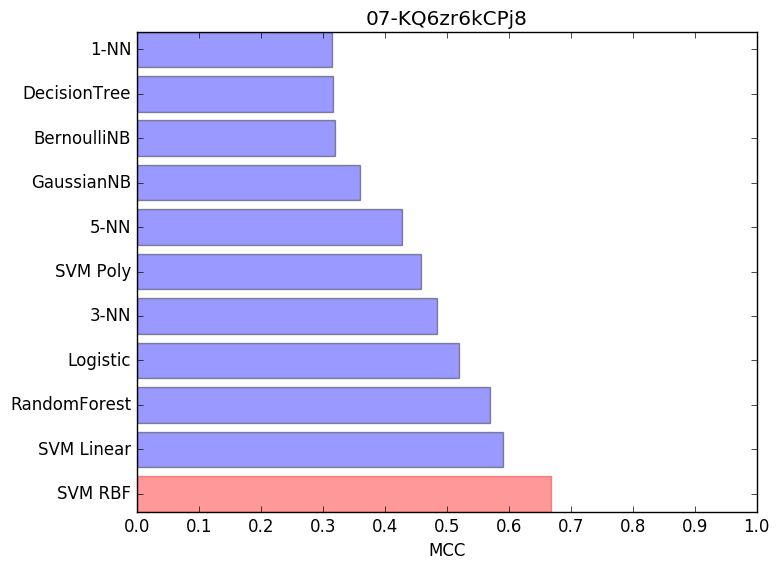 07-KQ6zr6kCPj8
1-NN
DecisionTree
BernoulliNB
GaussianNB
5-NN
SVM Poly
3-NN
Logistic
RandomForest
SVM Linear
SVM RBF
0.0 0.1 0.2 0.3 0.4 0.5 0.6 0.7 0.8 0.9 1.0
MCC